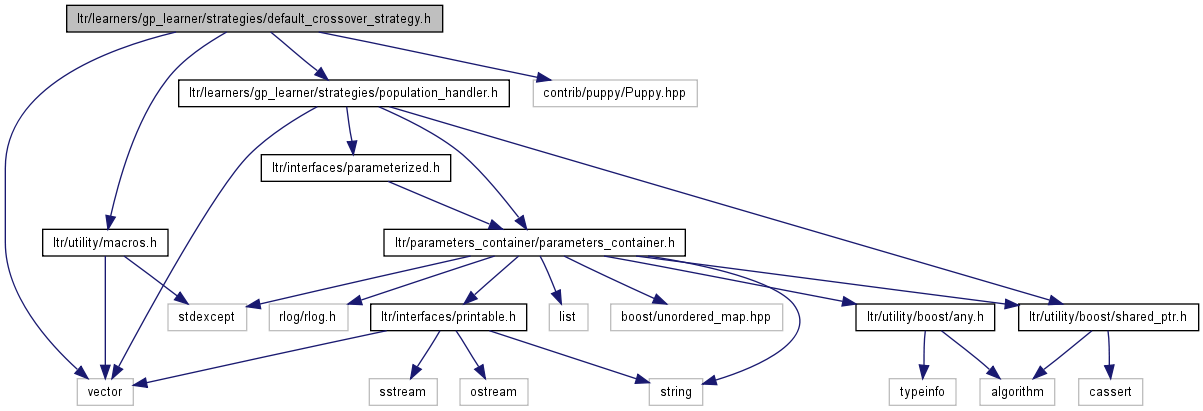 ltr/learners/gp_learner/strategies/default_crossover_strategy.h
ltr/learners/gp_learner/strategies/population_handler.h
contrib/puppy/Puppy.hpp
ltr/interfaces/parameterized.h
ltr/utility/macros.h
ltr/parameters_container/parameters_container.h
stdexcept
rlog/rlog.h
ltr/interfaces/printable.h
list
boost/unordered_map.hpp
ltr/utility/boost/any.h
ltr/utility/boost/shared_ptr.h
vector
sstream
ostream
string
typeinfo
algorithm
cassert